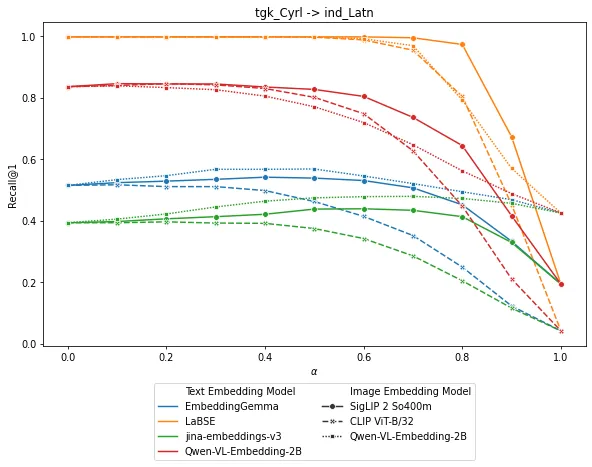 tgk_Cyrl -> ind_Latn
Recall@1
1.0
0.8
0.6
0.4
0.2
0.0
0.0 0.2 0.4 0.6 0.8 1.0
α
Text Embedding Model Image Embedding Model
EmbeddingGemma SigLIP 2 So400m
LaBSE CLIP ViT-B/32
jina-embeddings-v3 Qwen-VL-Embedding-2B
Qwen-VL-Embedding-2B